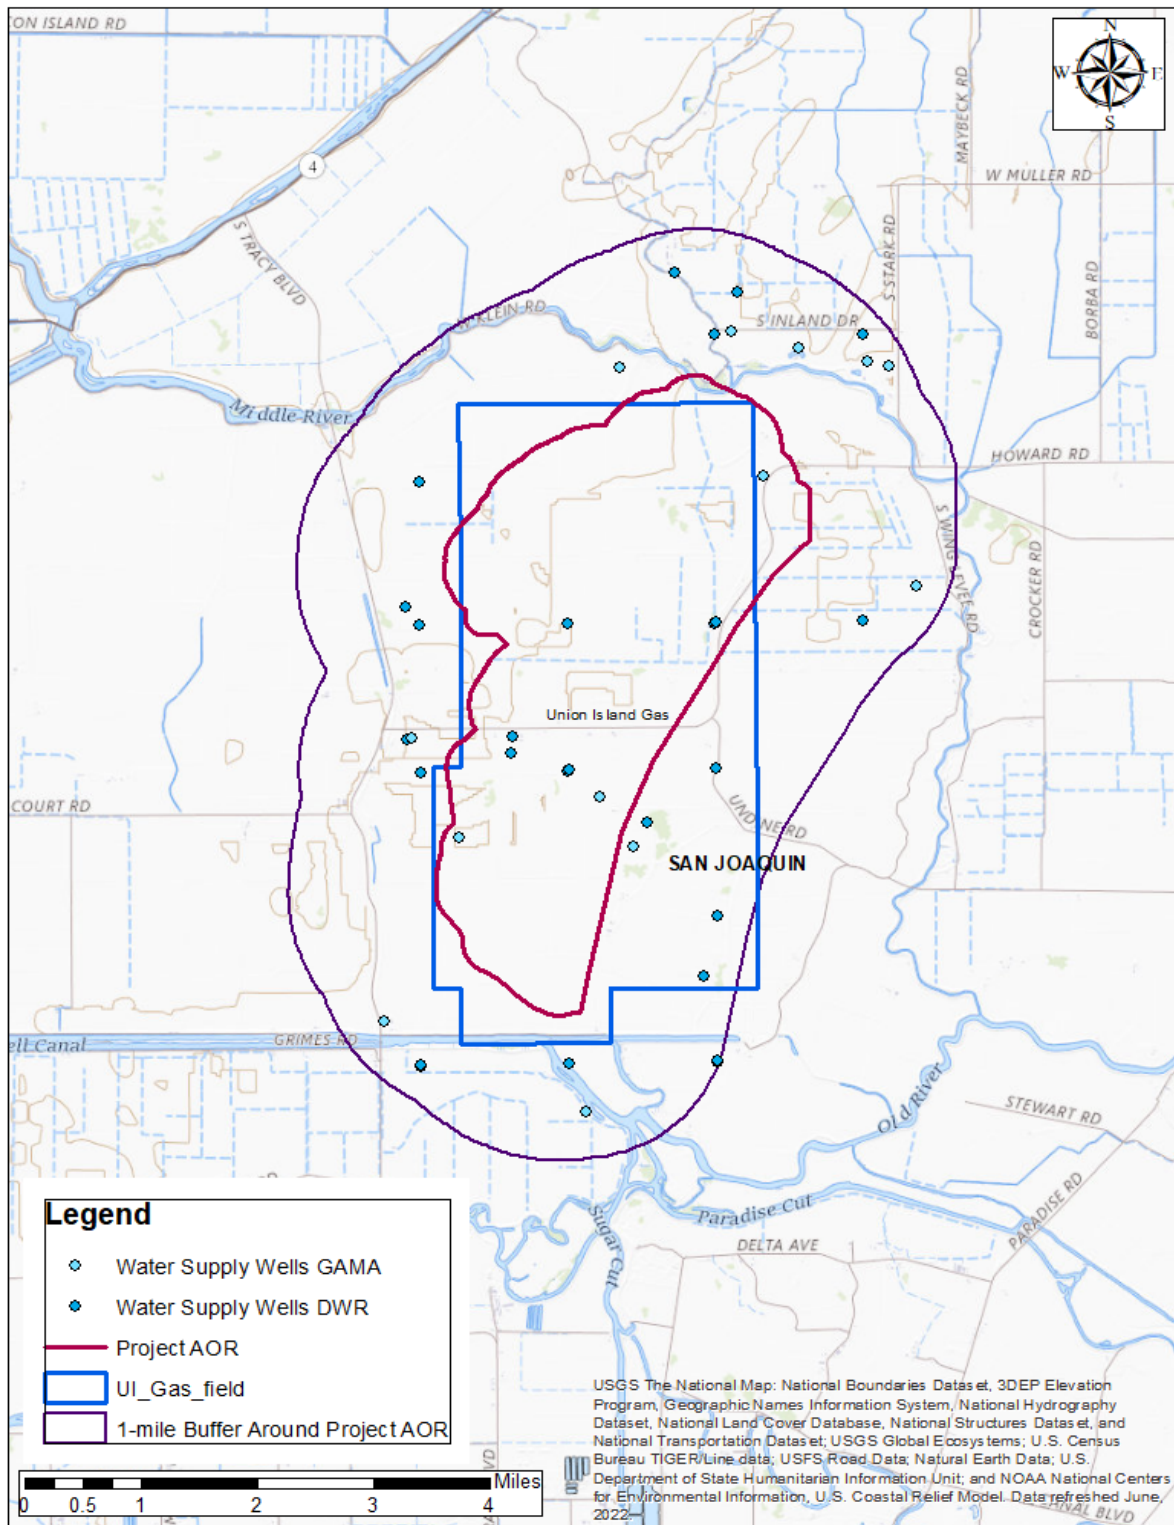 CON ISLAND RD
N
W E
S
MAYBECK RD
W MULLER RD
4
S TRACY BLVD
S STARK RD
BORBA RD
W KLEIN RD
S INLAND DR
Middle River
HOWARD RD
S WING LEVEE RD
CROCKER RD
Union Island Gas
COURT RD
UNDINE RD
SAN JOAQUIN
ell Canal
GRIMES RD
Old River
STEWART RD
PARADISE RD
Paradise Cut
Sugar Cut
DELTA AVE
Legend
Water Supply Wells GAMA
Water Supply Wells DWR
Project AOR
UI_Gas_field
1-mile Buffer Around Project AOR
Miles
0 0.5 1 2 3 4
USGS The National Map: National Boundaries Dataset, 3DEP Elevation
Program, Geographic Names Information System, National Hydrography
Dataset, National Land Cover Database, National Structures Dataset, and
National Transportation Dataset; USGS Global Ecosystems; U.S. Census
Bureau TIGER/Line data; USFS Road Data; Natural Earth Data; U.S.
Department of State Humanitarian Information Unit; and NOAA National Centers
for Environmental Information, U.S. Coastal Relief Model. Data refreshed June,
2022.
CANAL BLVD